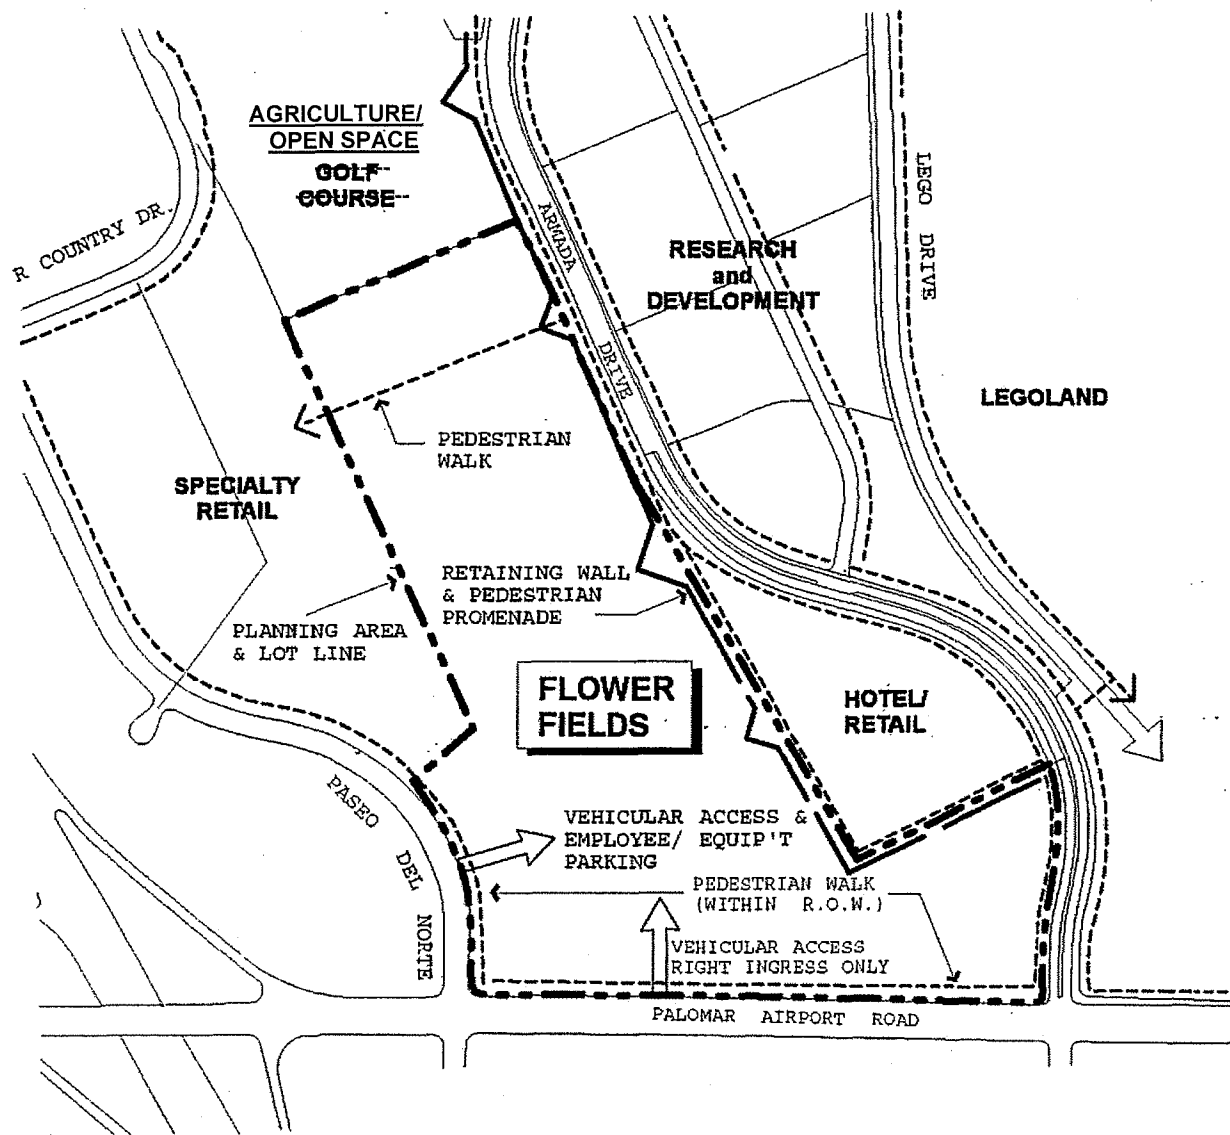 AGRICULTURE/
OPEN SPACE
GOLF
COURSE
R COUNTRY DR.
ARMADA
DRIVE
LEGO DRIVE
RESEARCH
and
DEVELOPMENT
LEGOLAND
PEDESTRIAN
WALK
SPECIALTY
RETAIL
RETAINING WALL
& PEDESTRIAN
PROMENADE
PLANNING AREA
& LOT LINE
FLOWER
FIELDS
HOTEL/
RETAIL
PASEO DEL NORTE
VEHICULAR ACCESS &
EMPLOYEE/ EQUIP'T
PARKING
PEDESTRIAN WALK
(WITHIN R.O.W.)
VEHICULAR ACCESS
RIGHT INGRESS ONLY
PALOMAR AIRPORT ROAD